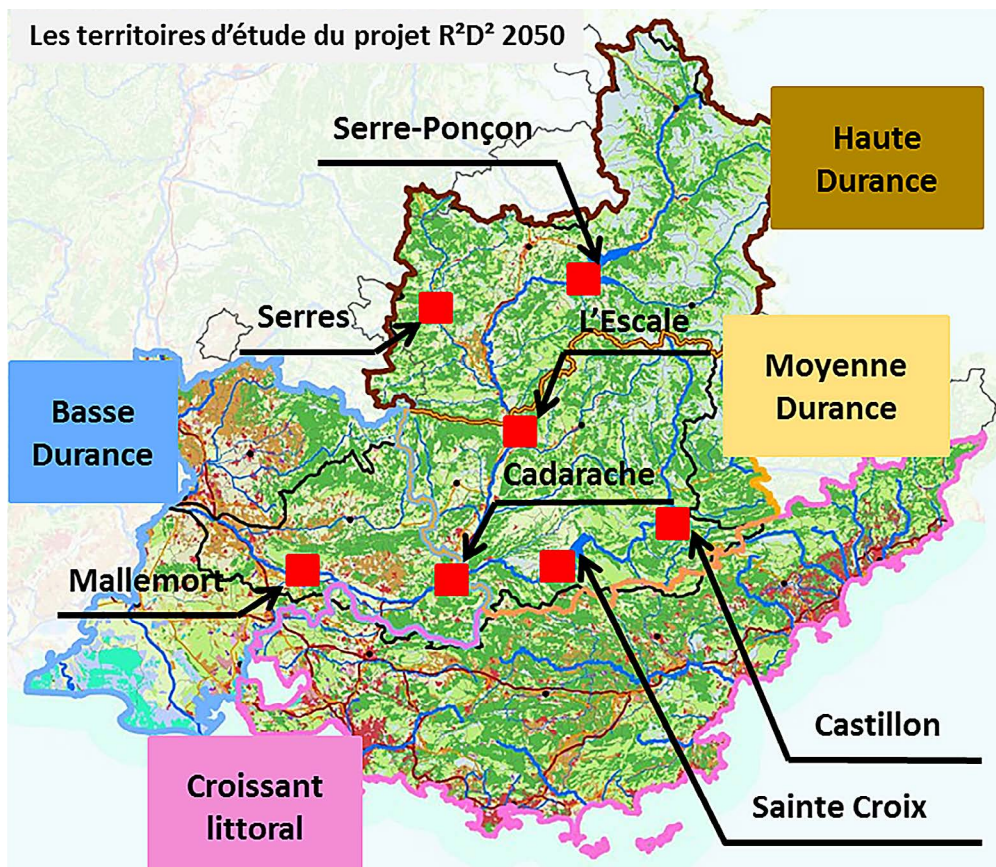 Les territoires d'étude du projet R²D² 2050
Serre-Ponçon
Haute
Durance
Serres
L'Escale
Moyenne
Durance
Basse
Durance
Cadarache
Mallemort
Castillon
Croissant
littoral
Sainte Croix